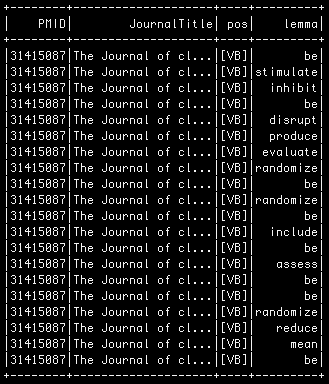 +--------+--------------------+----+---------+
|    PMID|        JournalTitle| pos|    lemma|
+--------+--------------------+----+---------+
|31415087|The Journal of cl...|[VB]|       be|
|31415087|The Journal of cl...|[VB]|stimulate|
|31415087|The Journal of cl...|[VB]|  inhibit|
|31415087|The Journal of cl...|[VB]|       be|
|31415087|The Journal of cl...|[VB]|  disrupt|
|31415087|The Journal of cl...|[VB]|  produce|
|31415087|The Journal of cl...|[VB]| evaluate|
|31415087|The Journal of cl...|[VB]|randomize|
|31415087|The Journal of cl...|[VB]|       be|
|31415087|The Journal of cl...|[VB]|randomize|
|31415087|The Journal of cl...|[VB]|       be|
|31415087|The Journal of cl...|[VB]|  include|
|31415087|The Journal of cl...|[VB]|       be|
|31415087|The Journal of cl...|[VB]|   assess|
|31415087|The Journal of cl...|[VB]|       be|
|31415087|The Journal of cl...|[VB]|       be|
|31415087|The Journal of cl...|[VB]|randomize|
|31415087|The Journal of cl...|[VB]|   reduce|
|31415087|The Journal of cl...|[VB]|     mean|
|31415087|The Journal of cl...|[VB]|       be|
+--------+--------------------+----+---------+